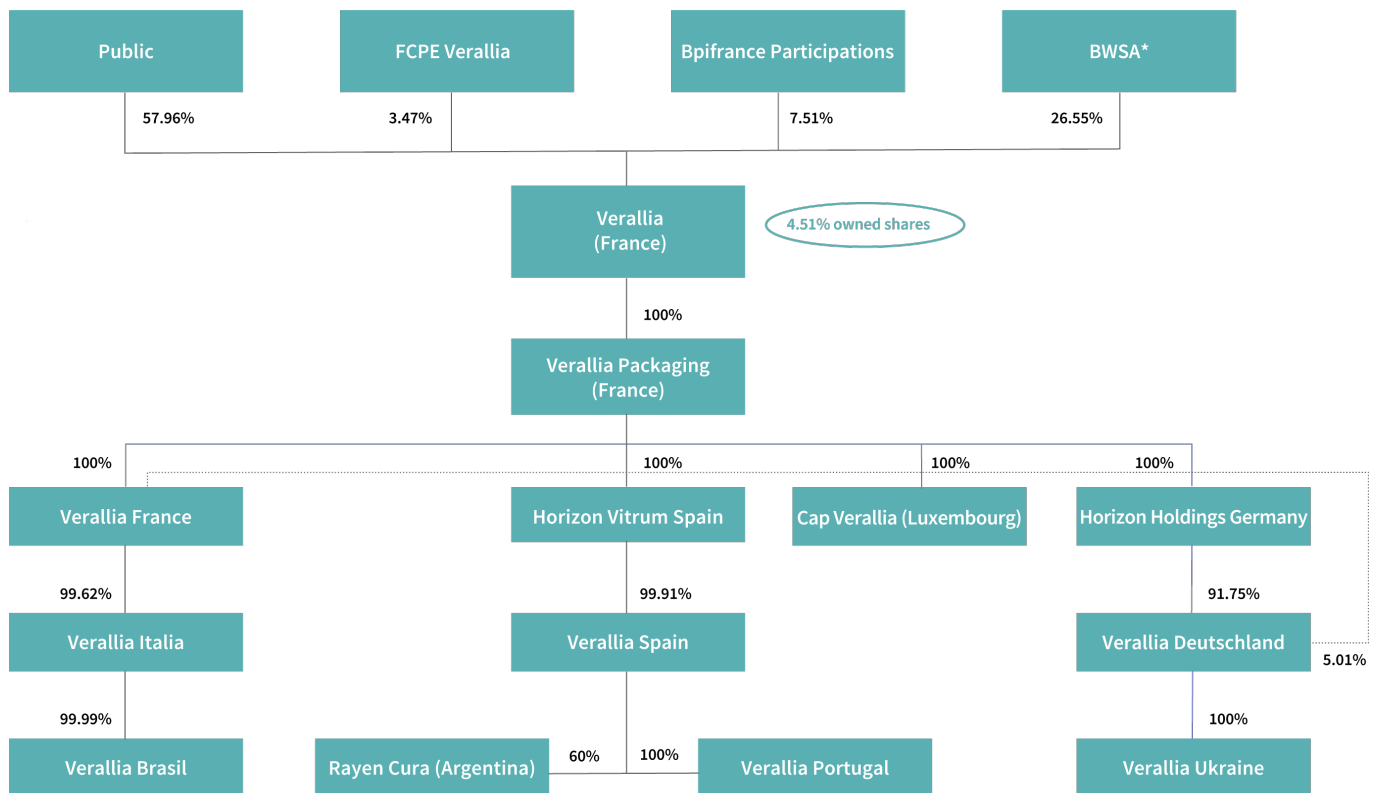 Public
FCPE Verallia
Bpifrance Participations
BWSA*
57.96%
3.47%
7.51%
26.55%
Verallia
(France)
4.51% owned shares
100%
Verallia Packaging
(France)
100%
100%
100%
100%
Verallia France
Horizon Vitrum Spain
Cap Verallia (Luxembourg)
Horizon Holdings Germany
99.62%
99.91%
91.75%
Verallia Italia
Verallia Spain
Verallia Deutschland
5.01%
99.99%
60%
100%
100%
Verallia Brasil
Rayen Cura (Argentina)
Verallia Portugal
Verallia Ukraine